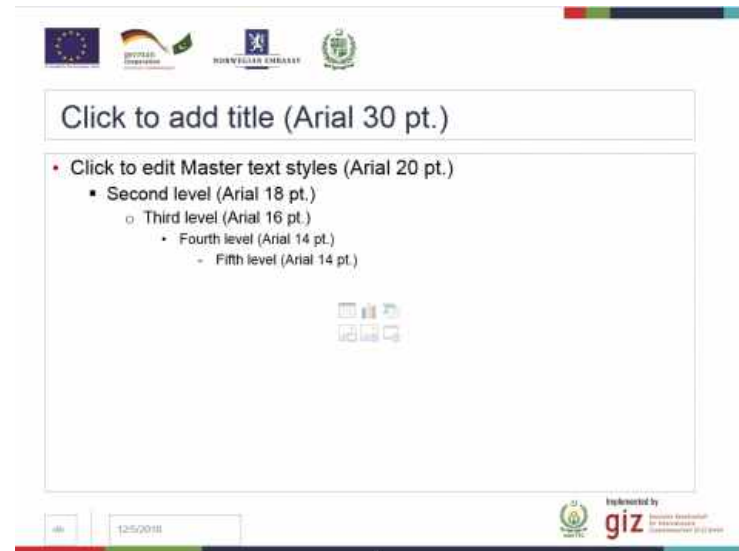 german
cooperation
NORWEGIAN EMBASSY
Click to add title (Arial 30 pt.)
• Click to edit Master text styles (Arial 20 pt.)
▪ Second level (Arial 18 pt.)
o Third level (Arial 16 pt.)
• Fourth level (Arial 14 pt.)
- Fifth level (Arial 14 pt.)
12/5/2018
Implemented by
giz